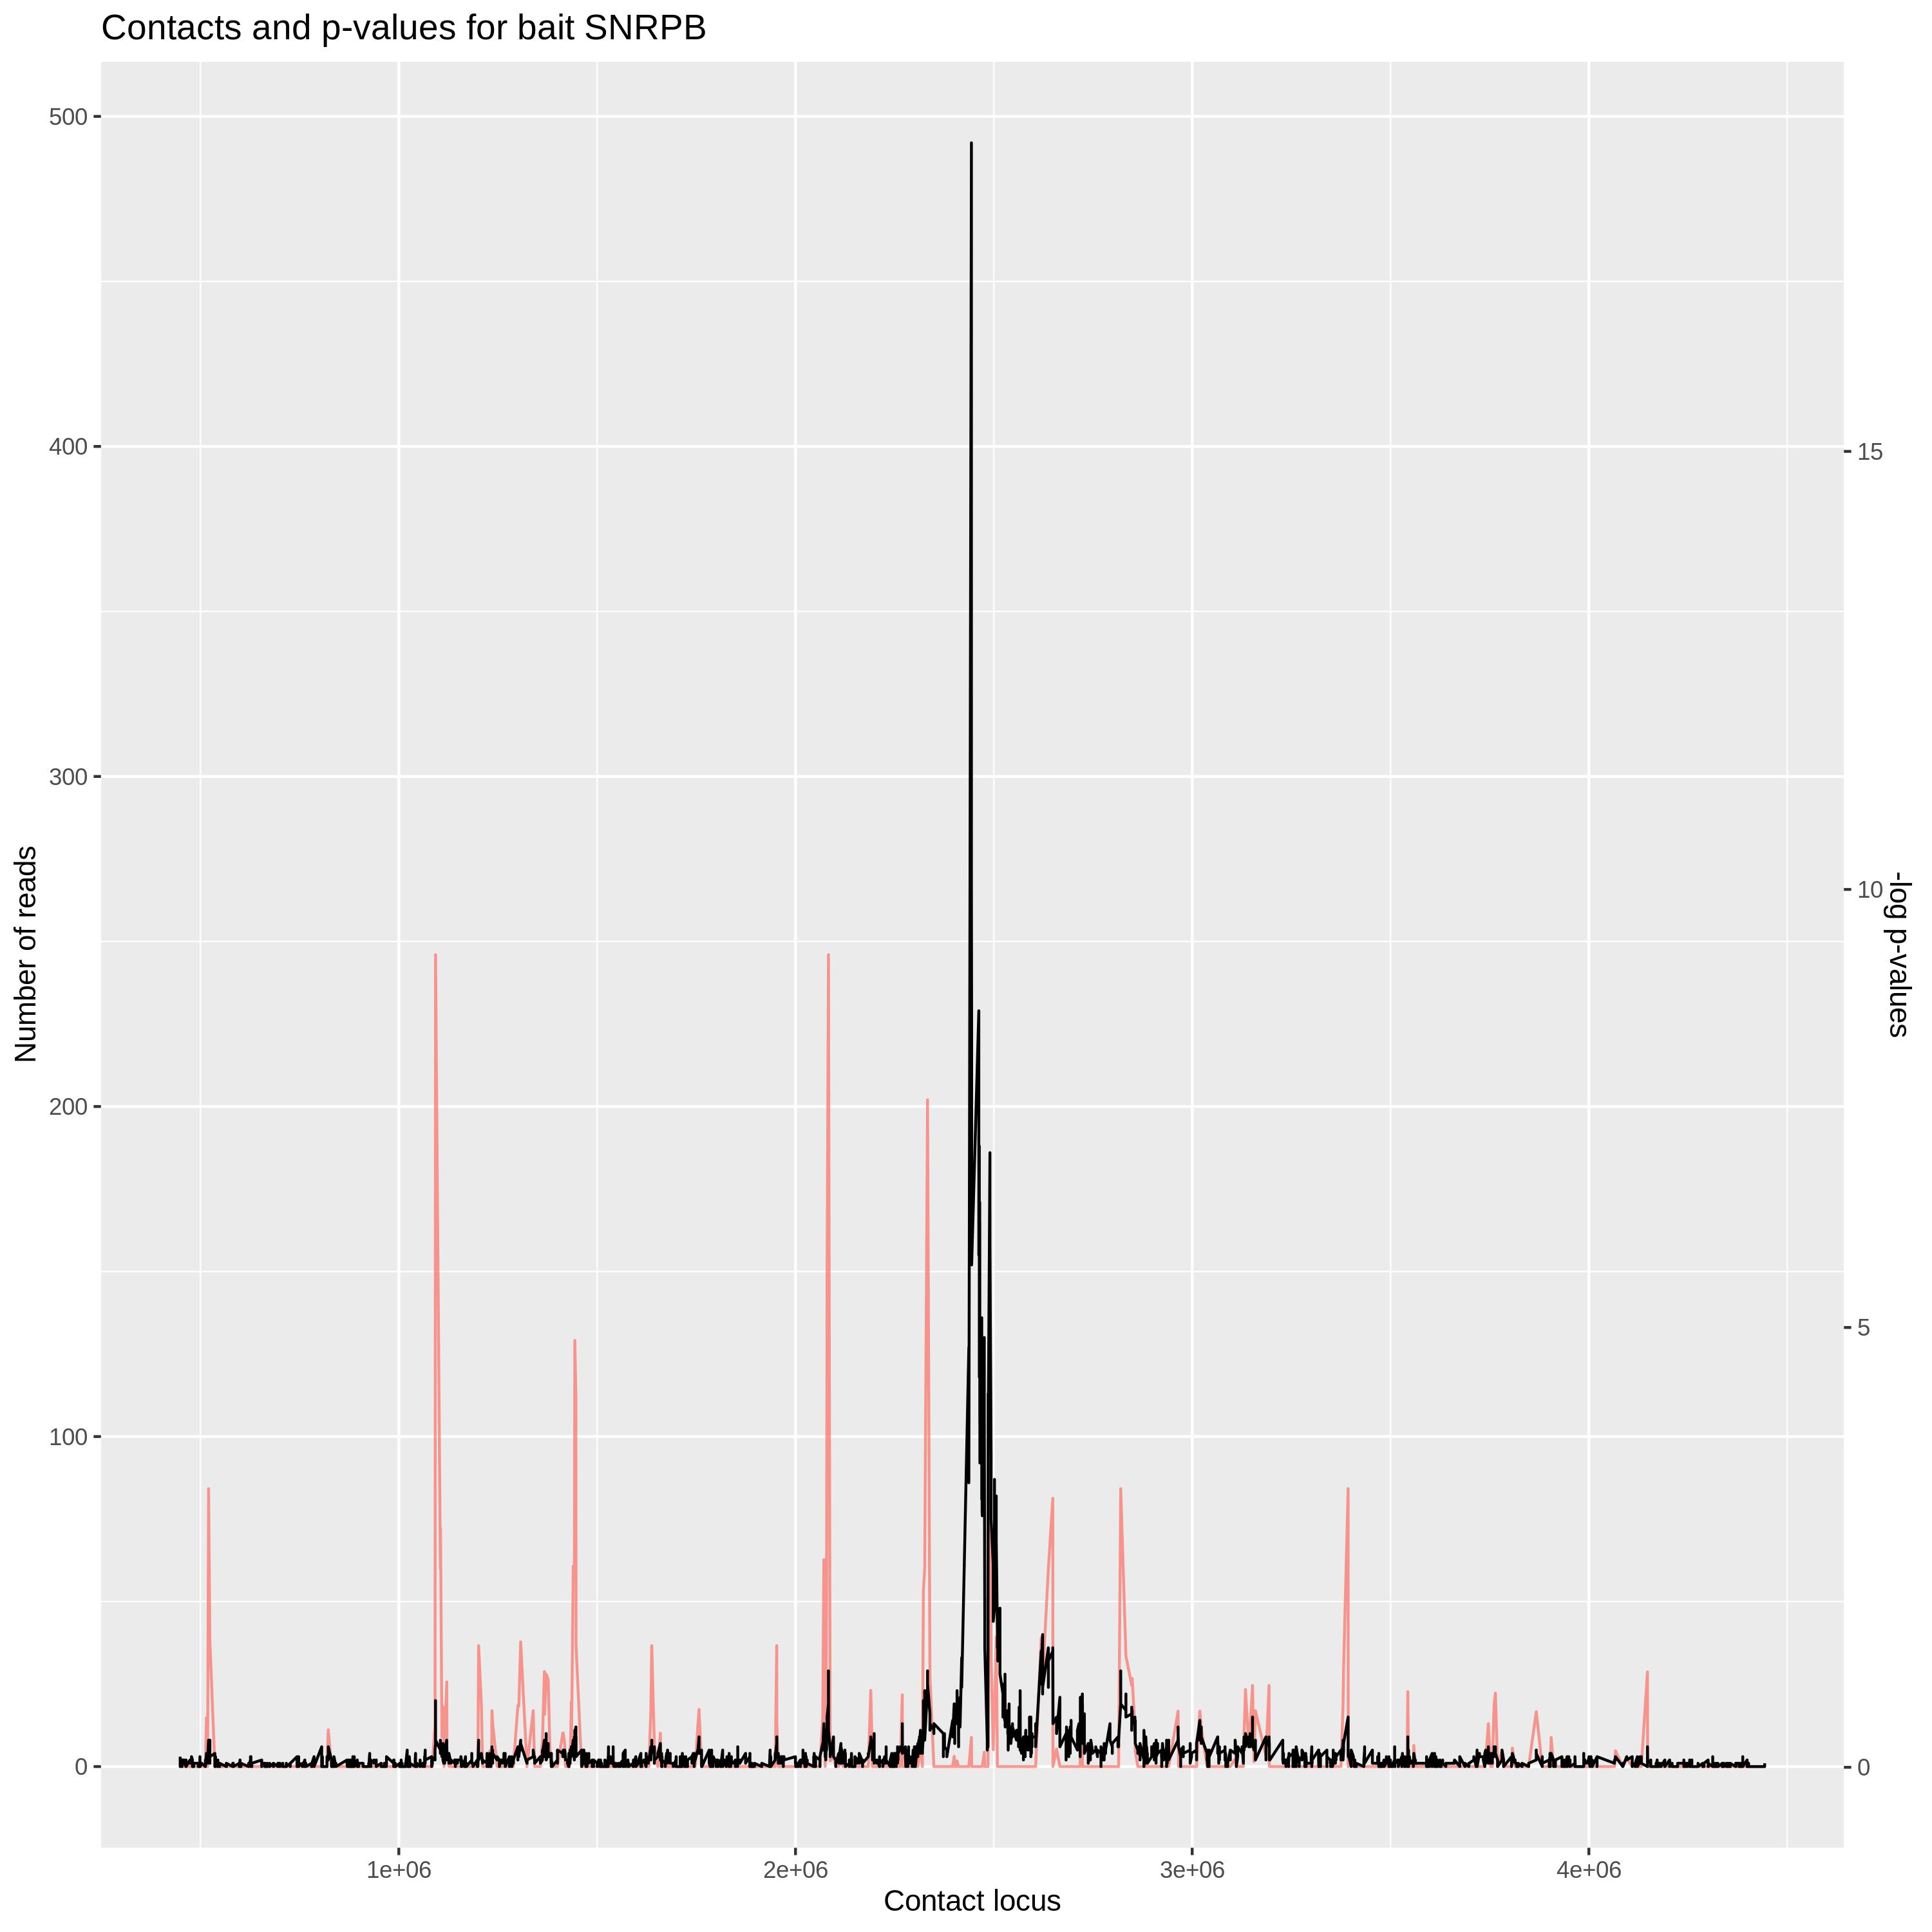 Contacts and p-values for bait SNRPB
500
400
300
200
100
0
Number of reads
15
10
5
0
-log p-values
1e+06
2e+06
3e+06
4e+06
Contact locus